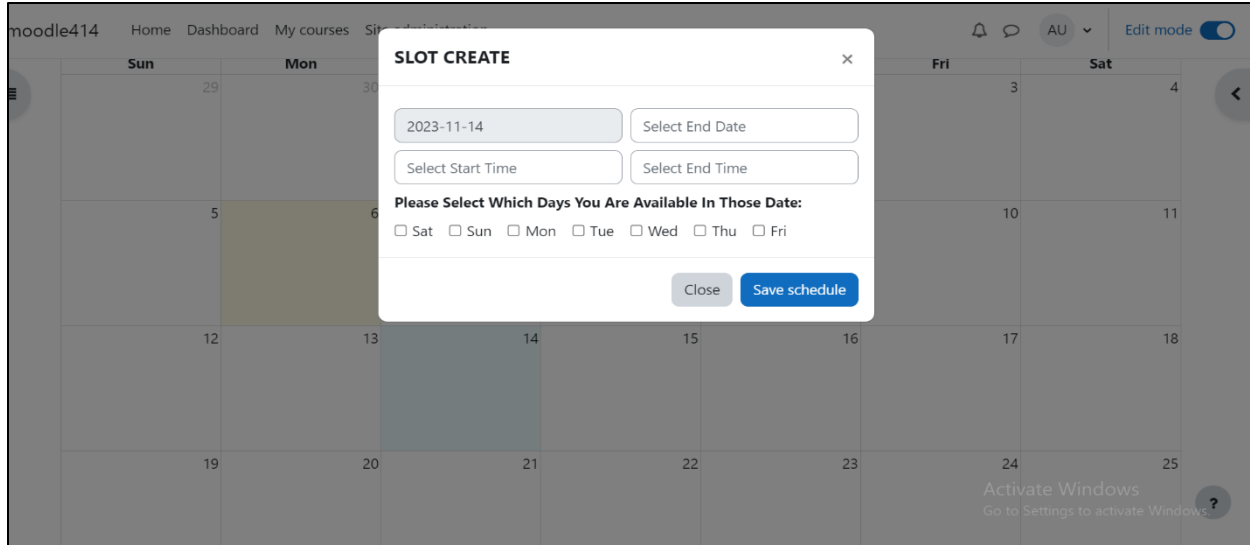 moodle414 Home Dashboard My courses Site administration AU Edit mode
Sun Mon Fri Sat
29 30 3 4
SLOT CREATE ×
2023-11-14 Select End Date
Select Start Time Select End Time
Please Select Which Days You Are Available In Those Date:
Sat Sun Mon Tue Wed Thu Fri
Close Save schedule
5 6 10 11
12 13 14 15 16 17 18
19 20 21 22 23 24 25
Activate Windows
Go to Settings to activate Windows.
?